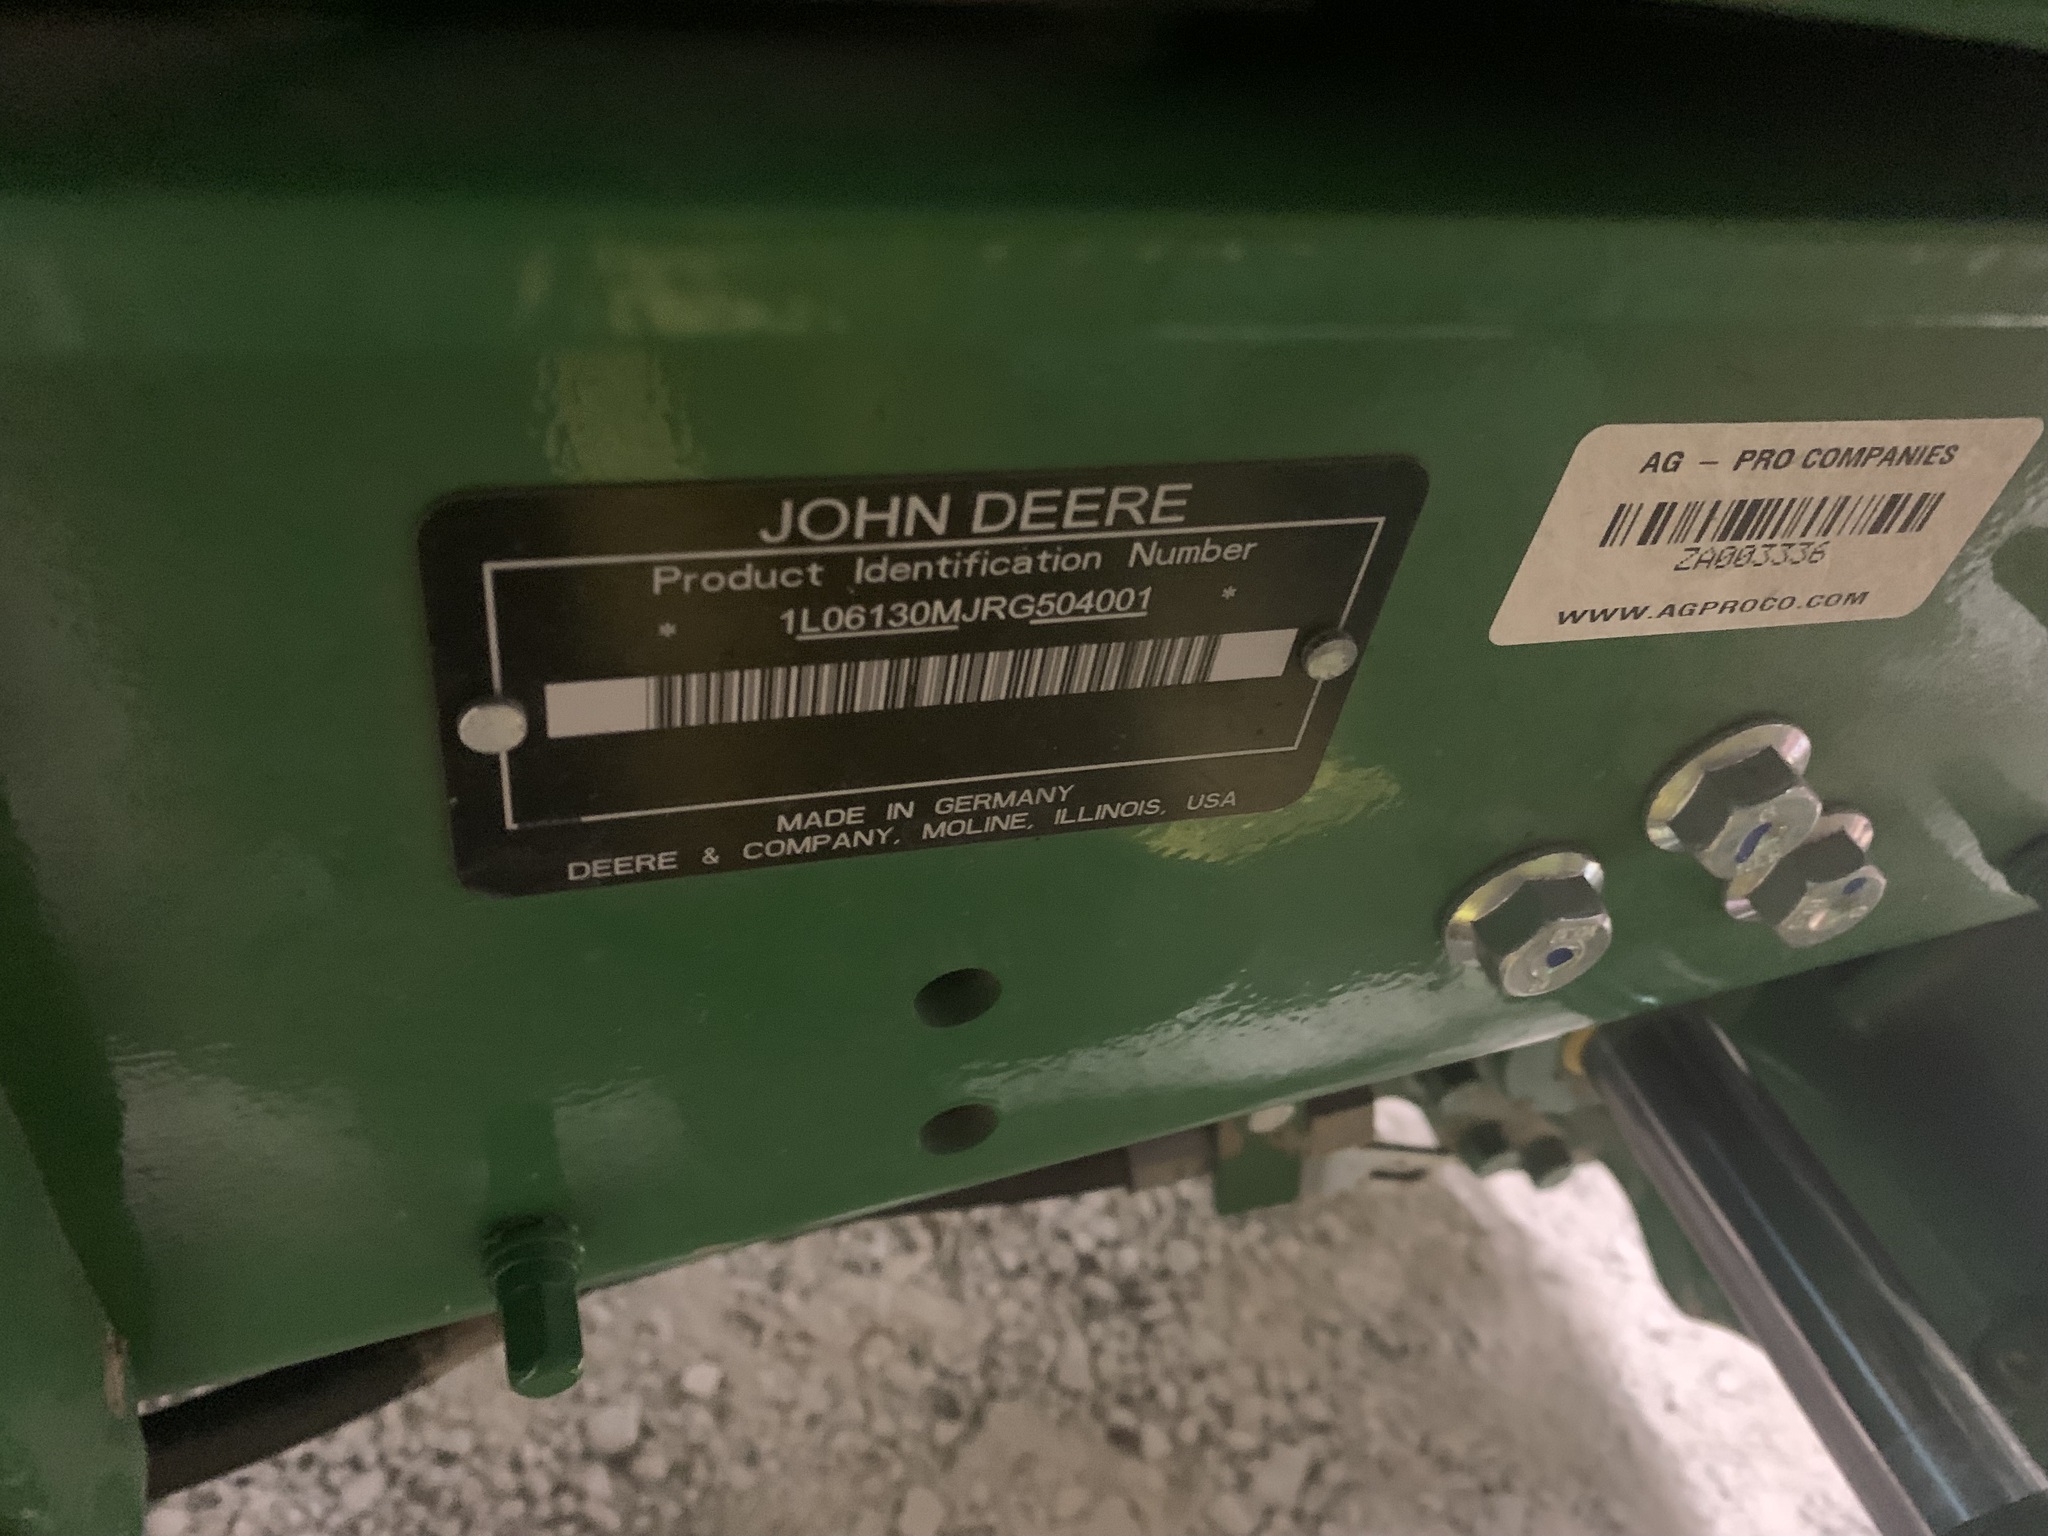 JOHN DEERE
Product Identification Number
* 1L06130MJRG504001 *
MADE IN GERMANY
DEERE & COMPANY, MOLINE, ILLINOIS, USA
AG - PRO COMPANIES
ZA003336
WWW.AGPROCO.COM